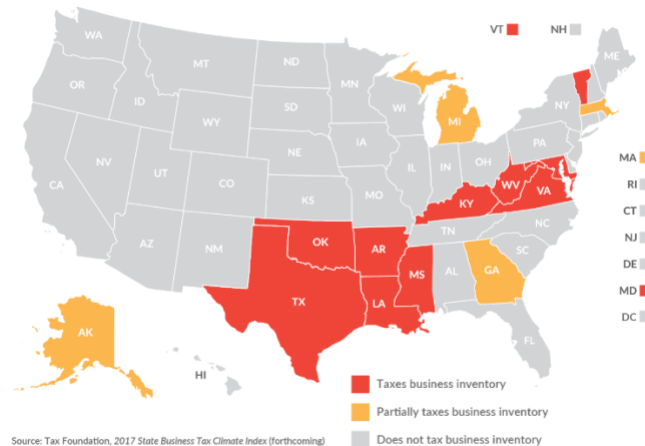 VT
NH
WA
MT
ND
MN
ME
OR
ID
SD
WI
NY
WY
MI
IA
PA
NE
NV
UT
IL
IN
OH
MA
CO
RI
CA
KS
MO
WV
VA
KY
CT
NC
NJ
TN
OK
AR
SC
AZ
NM
DE
MS
AL
GA
MD
TX
LA
DC
AK
FL
HI
Taxes business inventory
Partially taxes business inventory
Does not tax business inventory
Source: Tax Foundation, 2017 State Business Tax Climate Index (forthcoming)